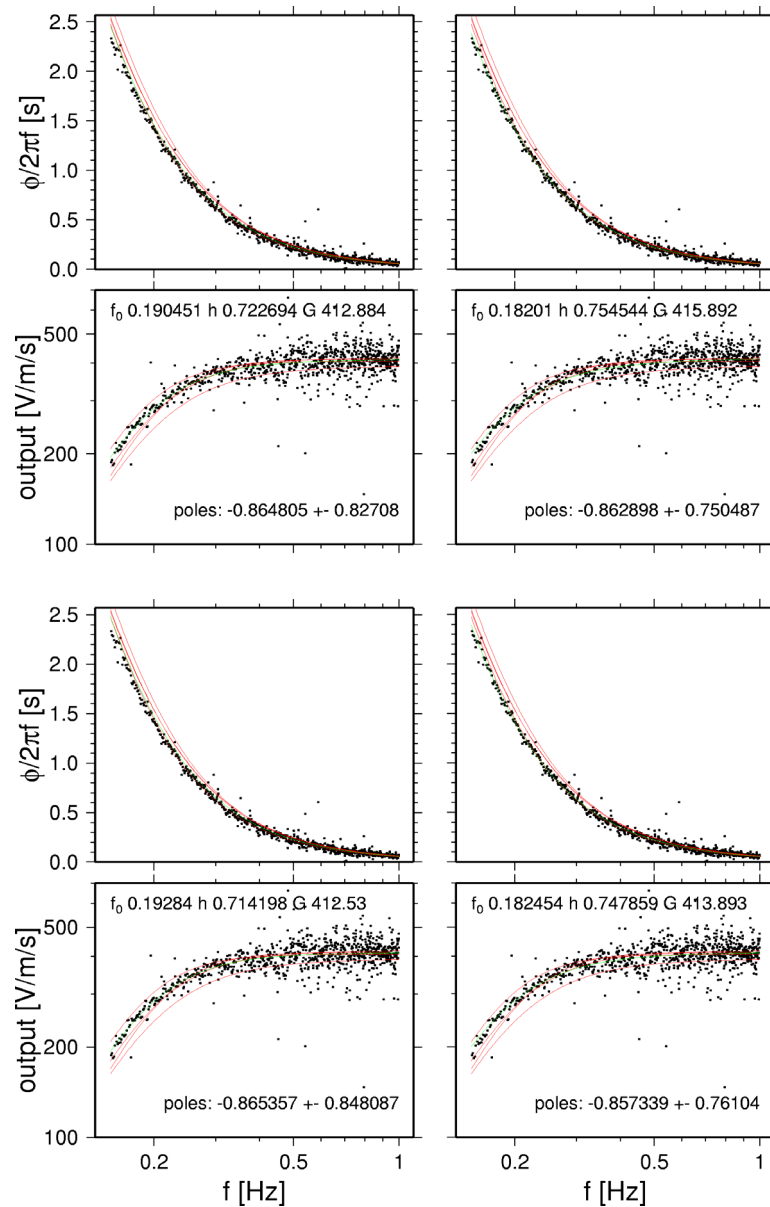 2.5
2.0
1.5
1.0
0.5
0.0
ϕ/2πf [s]
f0 0.190451 h 0.722694 G 412.884
f0 0.18201 h 0.754544 G 415.892
500
200
100
output [V/m/s]
poles: -0.864805 +- 0.82708
poles: -0.862898 +- 0.750487
2.5
2.0
1.5
1.0
0.5
0.0
ϕ/2πf [s]
f0 0.19284 h 0.714198 G 412.53
f0 0.182454 h 0.747859 G 413.893
500
200
100
output [V/m/s]
poles: -0.865357 +- 0.848087
poles: -0.857339 +- 0.76104
0.2 0.5 1
0.2 0.5 1
f [Hz]
f [Hz]